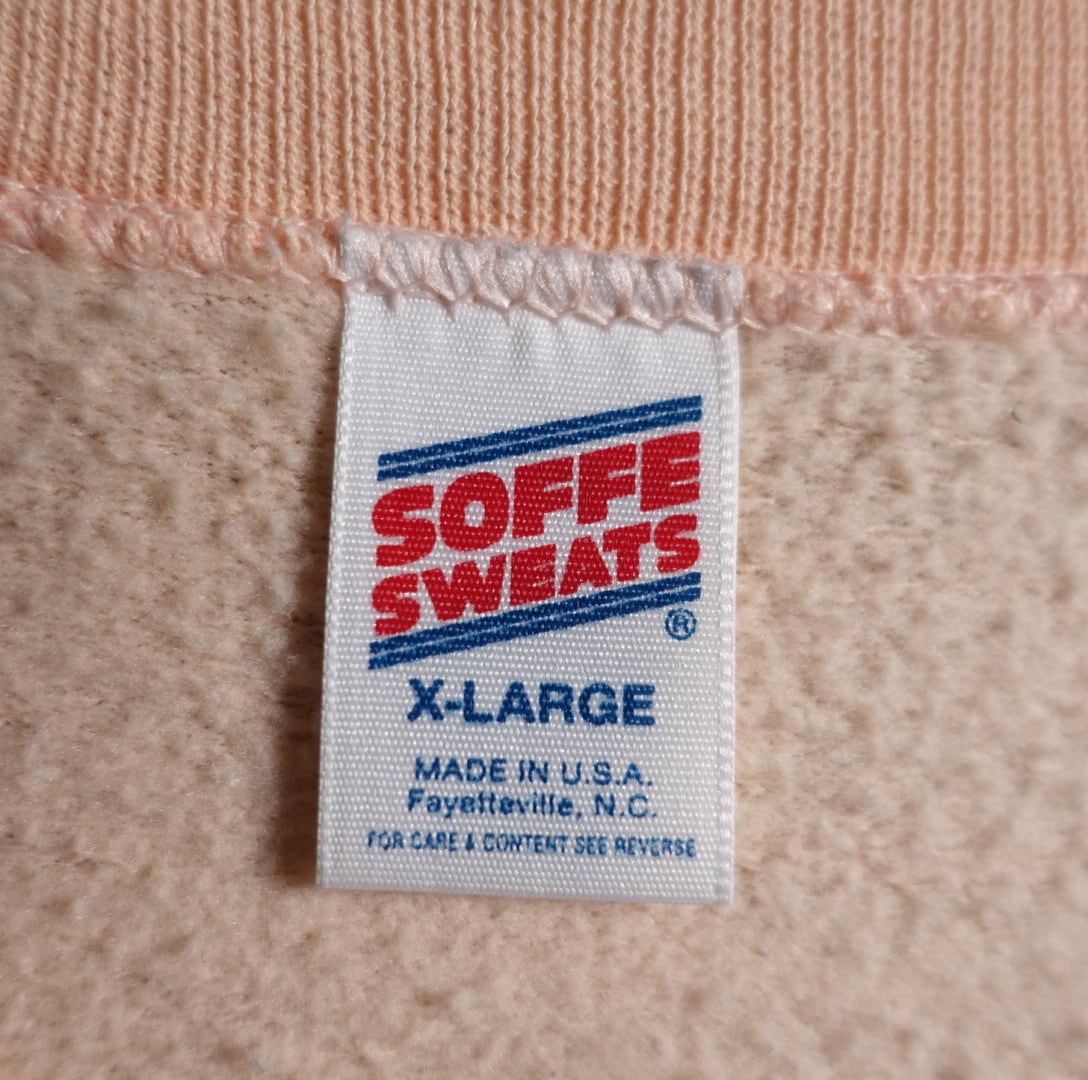 SOFFE
SWEATS
®
X-LARGE
MADE IN U.S.A.
Fayetteville, N.C.
FOR CARE & CONTENT SEE REVERSE